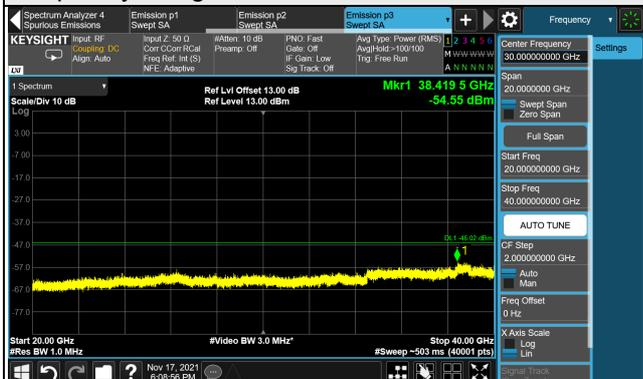 Spectrum Analyzer 4
Spurious Emissions
Emission p1
Swept SA
Emission p2
Swept SA
Emission p3
Swept SA
Frequency
KEYSIGHT
Input: RF
Coupling: DC
Align: Auto
Input Z: 50 Ω
Corr CCorr RCal
Freq Ref: Int (S)
NFE: Adaptive
#Atten: 10 dB
Preamp: Off
PNO: Fast
Gate: Off
IF Gain: Low
Sig Track: Off
Avg Type: Power (RMS)
Avg|Hold:>100/100
Trig: Free Run
1 2 3 4 5 6
M W W W W W
A N N N N N
LXI
1 Spectrum
Scale/Div 10 dB
Ref Lvl Offset 13.00 dB
Ref Level 13.00 dBm
Mkr1 38.419 5 GHz
-54.55 dBm
Log
3.00
-7.00
-17.0
-27.0
-37.0
-47.0
-57.0
-67.0
-77.0
DL1 -45.02 dBm
1
Start 20.00 GHz
#Res BW 1.0 MHz
#Video BW 3.0 MHz*
Stop 40.00 GHz
#Sweep ~503 ms (40001 pts)
Center Frequency
30.000000000 GHz
Settings
Span
20.0000000 GHz
Swept Span
Zero Span
Full Span
Start Freq
20.000000000 GHz
Stop Freq
40.000000000 GHz
AUTO TUNE
CF Step
2.000000000 GHz
Auto
Man
Freq Offset
0 Hz
X Axis Scale
Log
Lin
Signal Track
Nov 17, 2021
6:08:56 PM